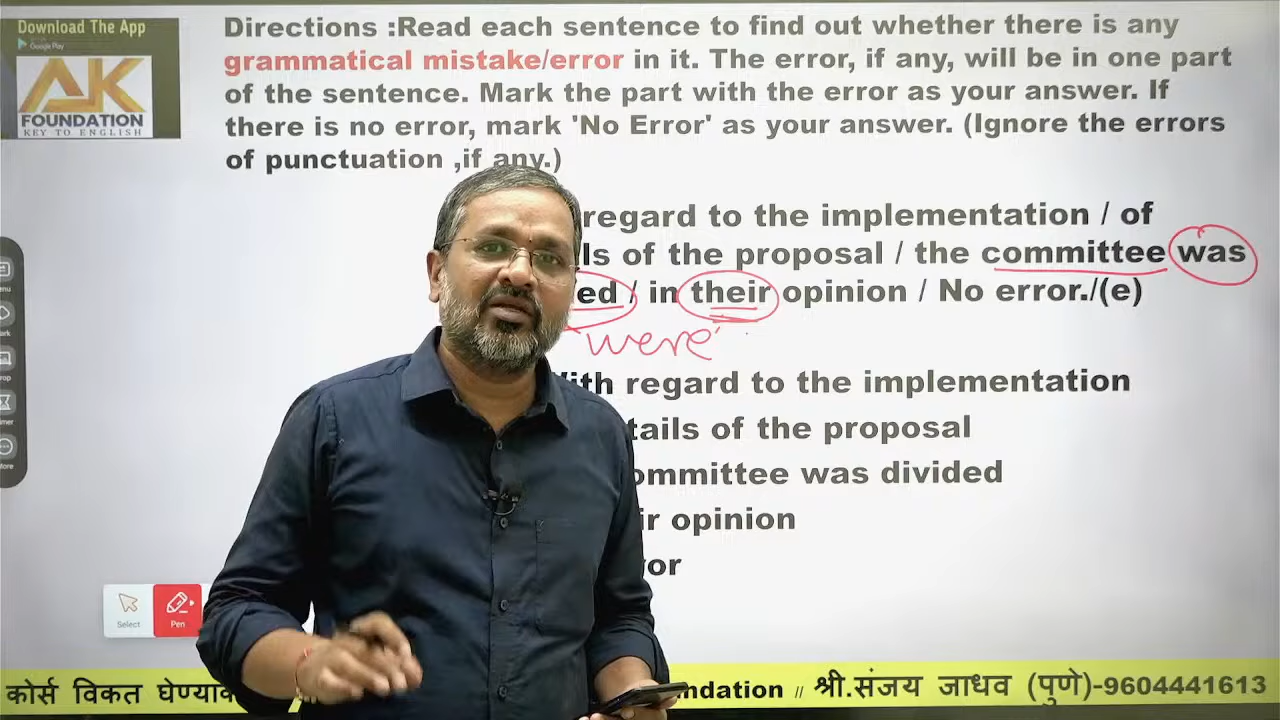 Download The App
Google Play
AK
FOUNDATION
KEY TO ENGLISH
Directions :Read each sentence to find out whether there is any
grammatical mistake/error in it. The error, if any, will be in one part
of the sentence. Mark the part with the error as your answer. If
there is no error, mark 'No Error' as your answer. (Ignore the errors
of punctuation ,if any.)
regard to the implementation / of
ls of the proposal / the committee was
ed / in their opinion / No error./(e)
were
ith regard to the implementation
tails of the proposal
ommittee was divided
ir opinion
or
Select
Pen
कोर्स विकत घेण्याक
ndation // श्री.संजय जाधव (पुणे)-9604441613